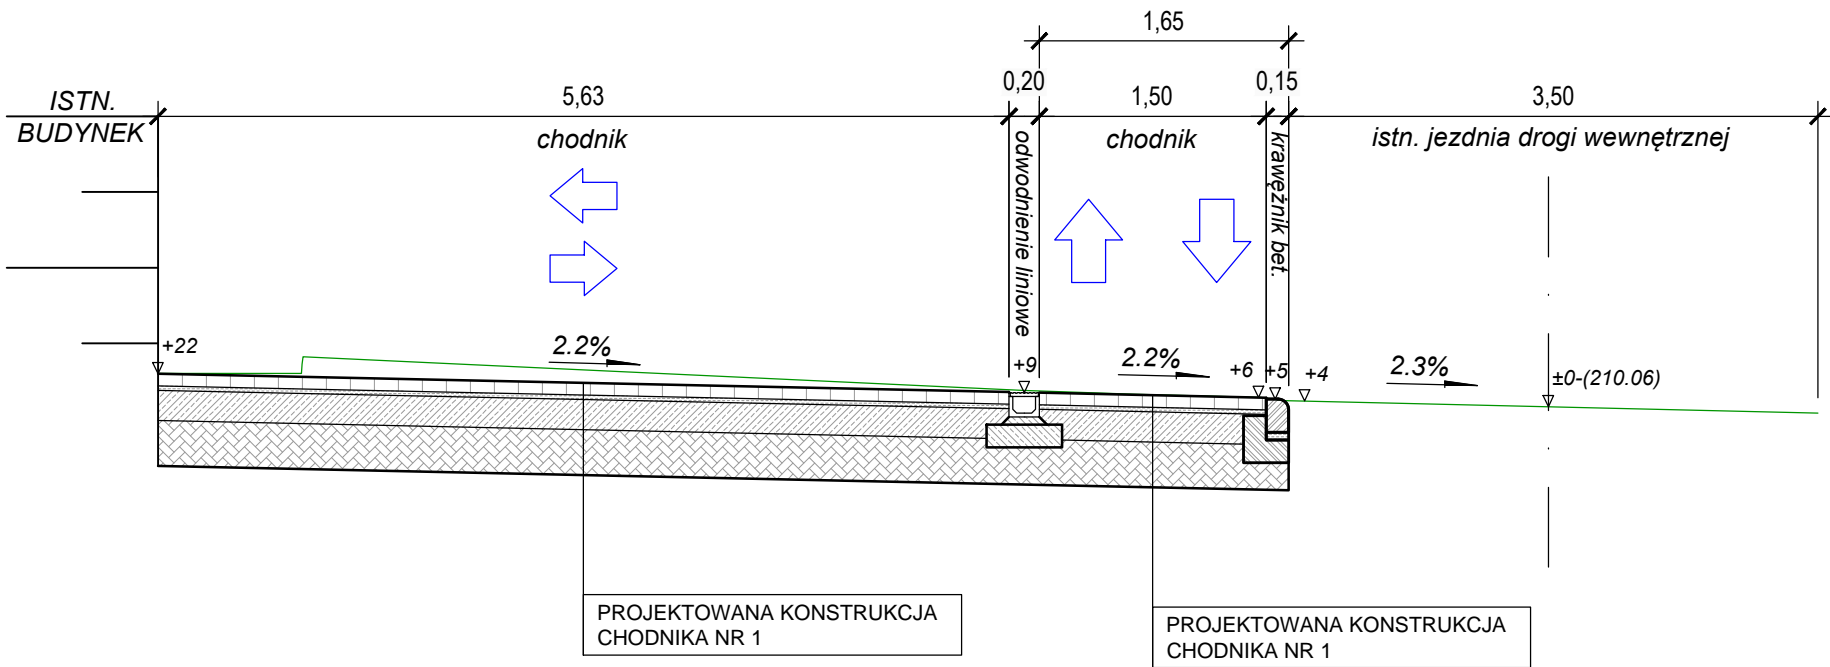 1,65
0,20
0,15
ISTN.
BUDYNEK
5,63
1,50
3,50
chodnik
odwodnienie liniowe
chodnik
krawężnik bet.
istn. jezdnia drogi wewnętrznej
+22
2.2%
+9
2.2%
+6
+5
+4
2.3%
±0-(210.06)
PROJEKTOWANA KONSTRUKCJA
CHODNIKA NR 1
PROJEKTOWANA KONSTRUKCJA
CHODNIKA NR 1